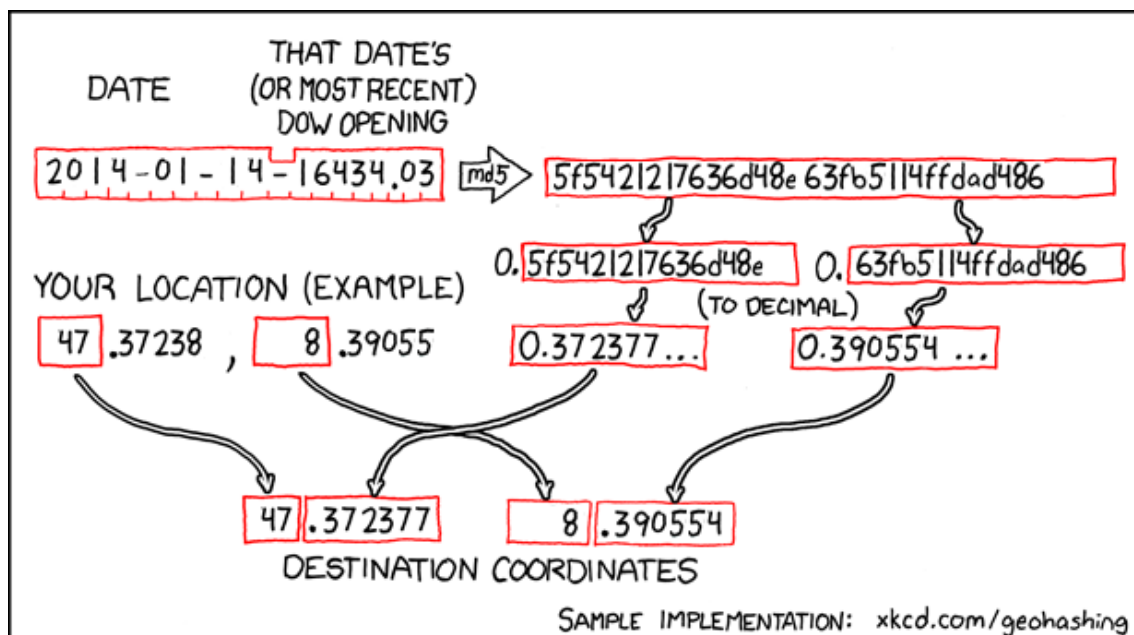 DATE
THAT DATE'S
(OR MOST RECENT)
DOW OPENING
2014-01-14-16434.03
md5
5f5421217636d48e63fb5114ffdad486
0.5f5421217636d48e
0.63fb5114ffdad486
YOUR LOCATION (EXAMPLE)
(TO DECIMAL)
47.37238, 8.39055
0.372377...
0.390554...
47.372377
8.390554
DESTINATION COORDINATES
SAMPLE IMPLEMENTATION: xkcd.com/geohashing